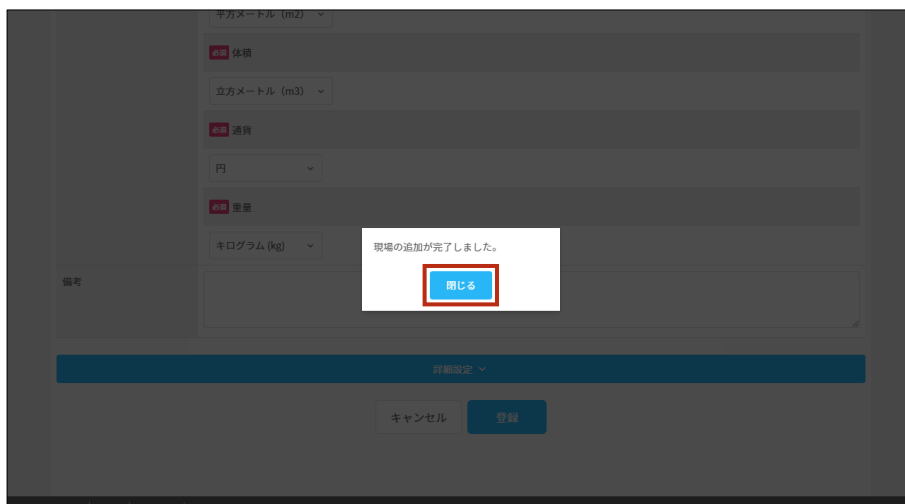 平方メートル（m2）
必須 体積
立方メートル（m3）
必須 通貨
円
必須 重量
キログラム (kg)
現場の追加が完了しました。
閉じる
備考
詳細設定
キャンセル 登録